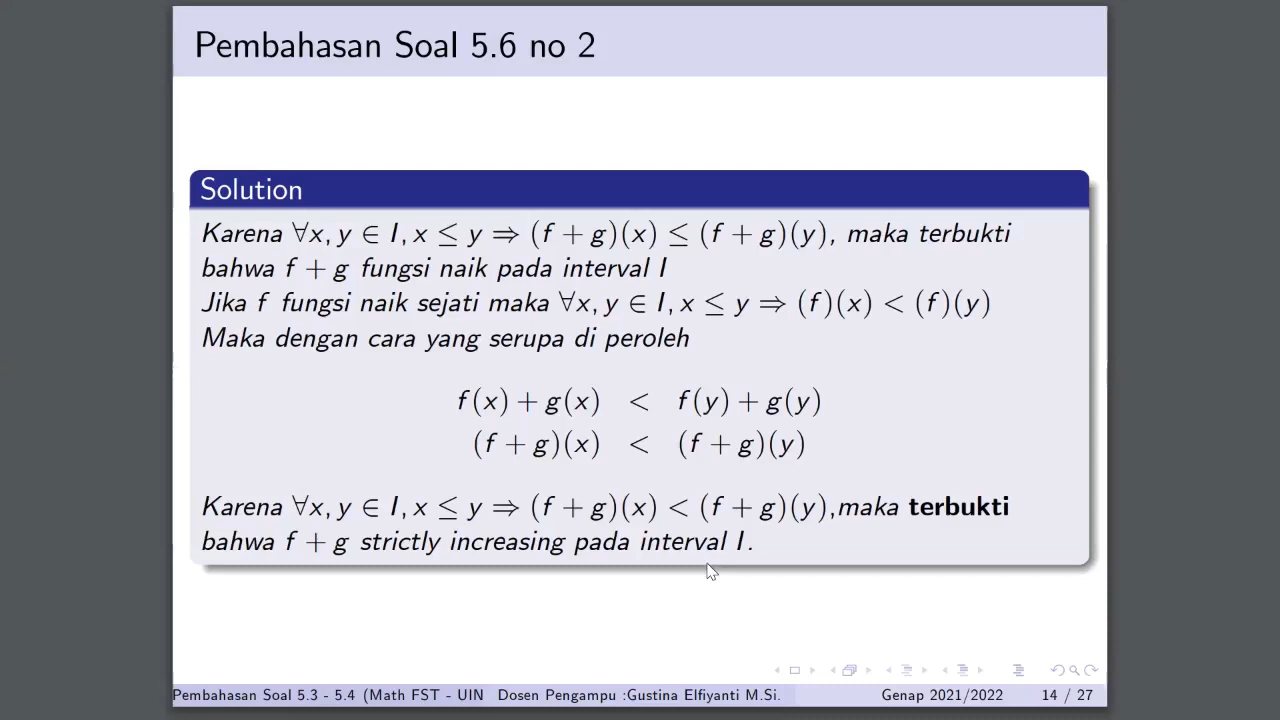 Pembahasan Soal 5.6 no 2
Solution
Karena ∀x, y ∈ I, x ≤ y ⇒ (f + g)(x) ≤ (f + g)(y), maka terbukti
bahwa f + g fungsi naik pada interval I
Jika f fungsi naik sejati maka ∀x, y ∈ I, x ≤ y ⇒ (f)(x) < (f)(y)
Maka dengan cara yang serupa di peroleh
f(x) + g(x) < f(y) + g(y)
(f + g)(x) < (f + g)(y)
Karena ∀x, y ∈ I, x ≤ y ⇒ (f + g)(x) < (f + g)(y),maka terbukti
bahwa f + g strictly increasing pada interval I.
Pembahasan Soal 5.3 - 5.4 (Math FST - UIN Dosen Pengampu :Gustina Elfiyanti M.Si. Genap 2021/2022 14 / 27